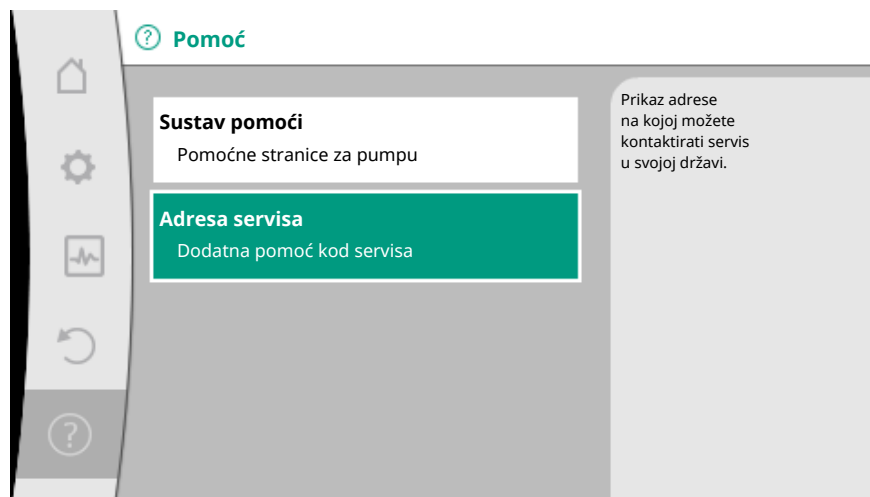 Pomoć
Sustav pomoći
Pomoćne stranice za pumpu
Adresa servisa
Dodatna pomoć kod servisa
Prikaz adrese
na kojoj možete
kontaktirati servis
u svojoj državi.